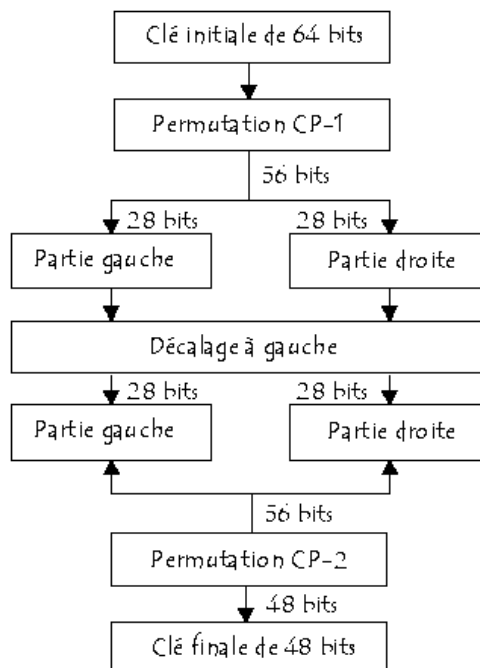 Clé initiale de 64 bits
Permutation CP-1
56 bits
28 bits
28 bits
Partie gauche
Partie droite
Décalage à gauche
28 bits
28 bits
Partie gauche
Partie droite
56 bits
Permutation CP-2
48 bits
Clé finale de 48 bits